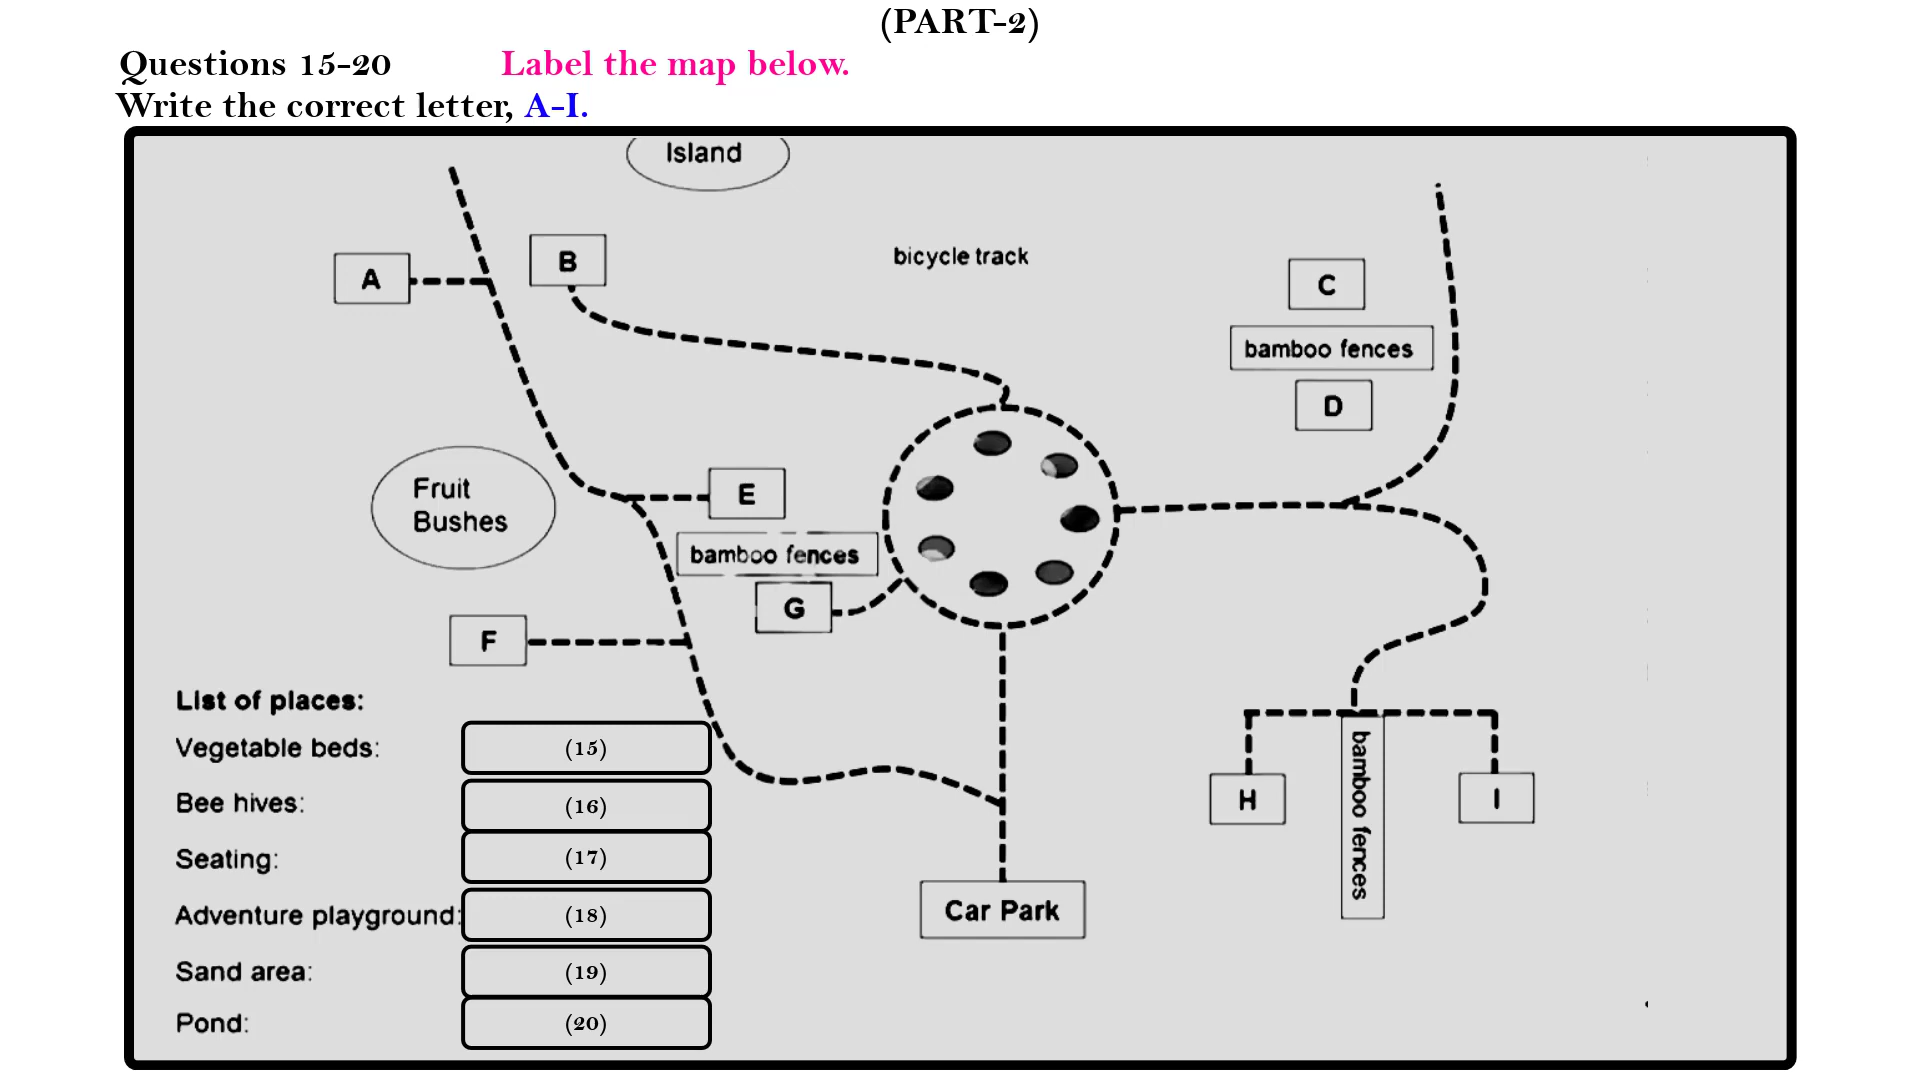 (PART-2)
Questions 15-20 Label the map below.
Write the correct letter, A-I.
Island
A
B
bicycle track
C
bamboo fences
D
Fruit
Bushes
E
bamboo fences
G
F
List of places:
Vegetable beds: (15)
Bee hives: (16)
Seating: (17)
Adventure playground: (18)
Sand area: (19)
Pond: (20)
Car Park
H
bamboo fences
I